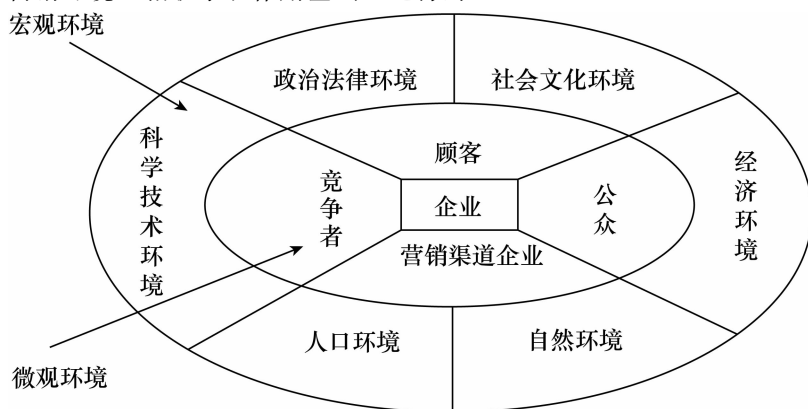 宏观环境
政治法律环境
社会文化环境
科学技术环境
顾客
竞争者
企业
公众
经济环境
营销渠道企业
人口环境
自然环境
微观环境